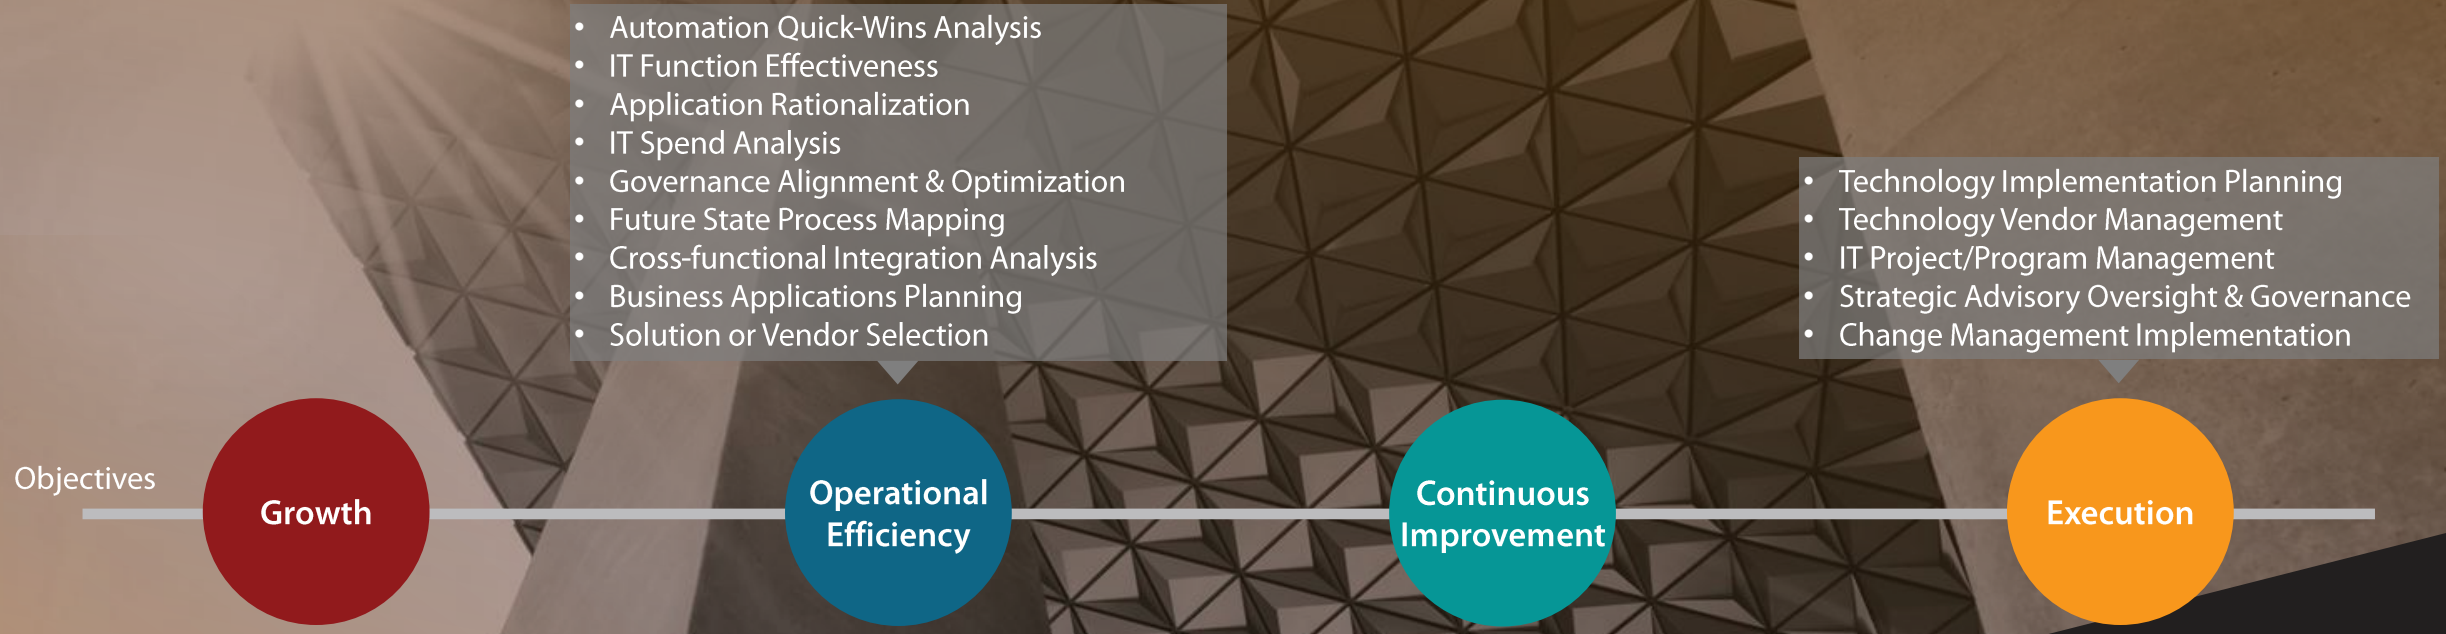 • Automation Quick-Wins Analysis
• IT Function Effectiveness
• Application Rationalization
• IT Spend Analysis
• Governance Alignment & Optimization
• Future State Process Mapping
• Cross-functional Integration Analysis
• Business Applications Planning
• Solution or Vendor Selection
• Technology Implementation Planning
• Technology Vendor Management
• IT Project/Program Management
• Strategic Advisory Oversight & Governance
• Change Management Implementation
Objectives
Growth
Operational
Efficiency
Continuous
Improvement
Execution